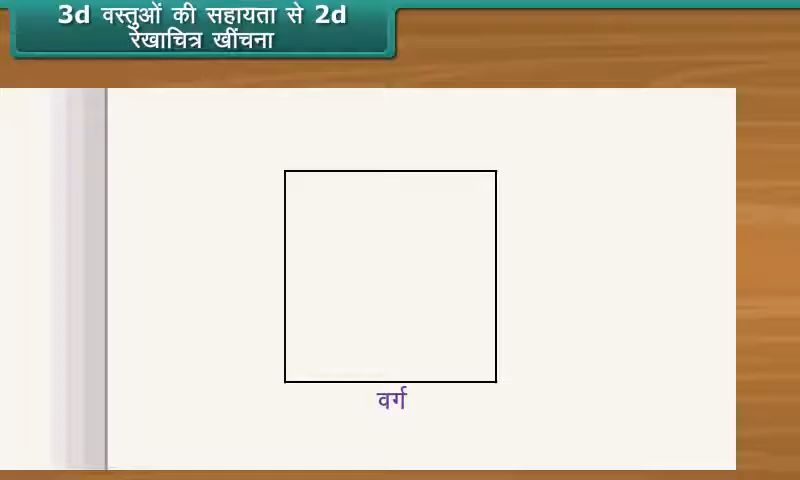 3d वस्तुओं की सहायता से 2d
रेखाचित्र खींचना
वर्ग